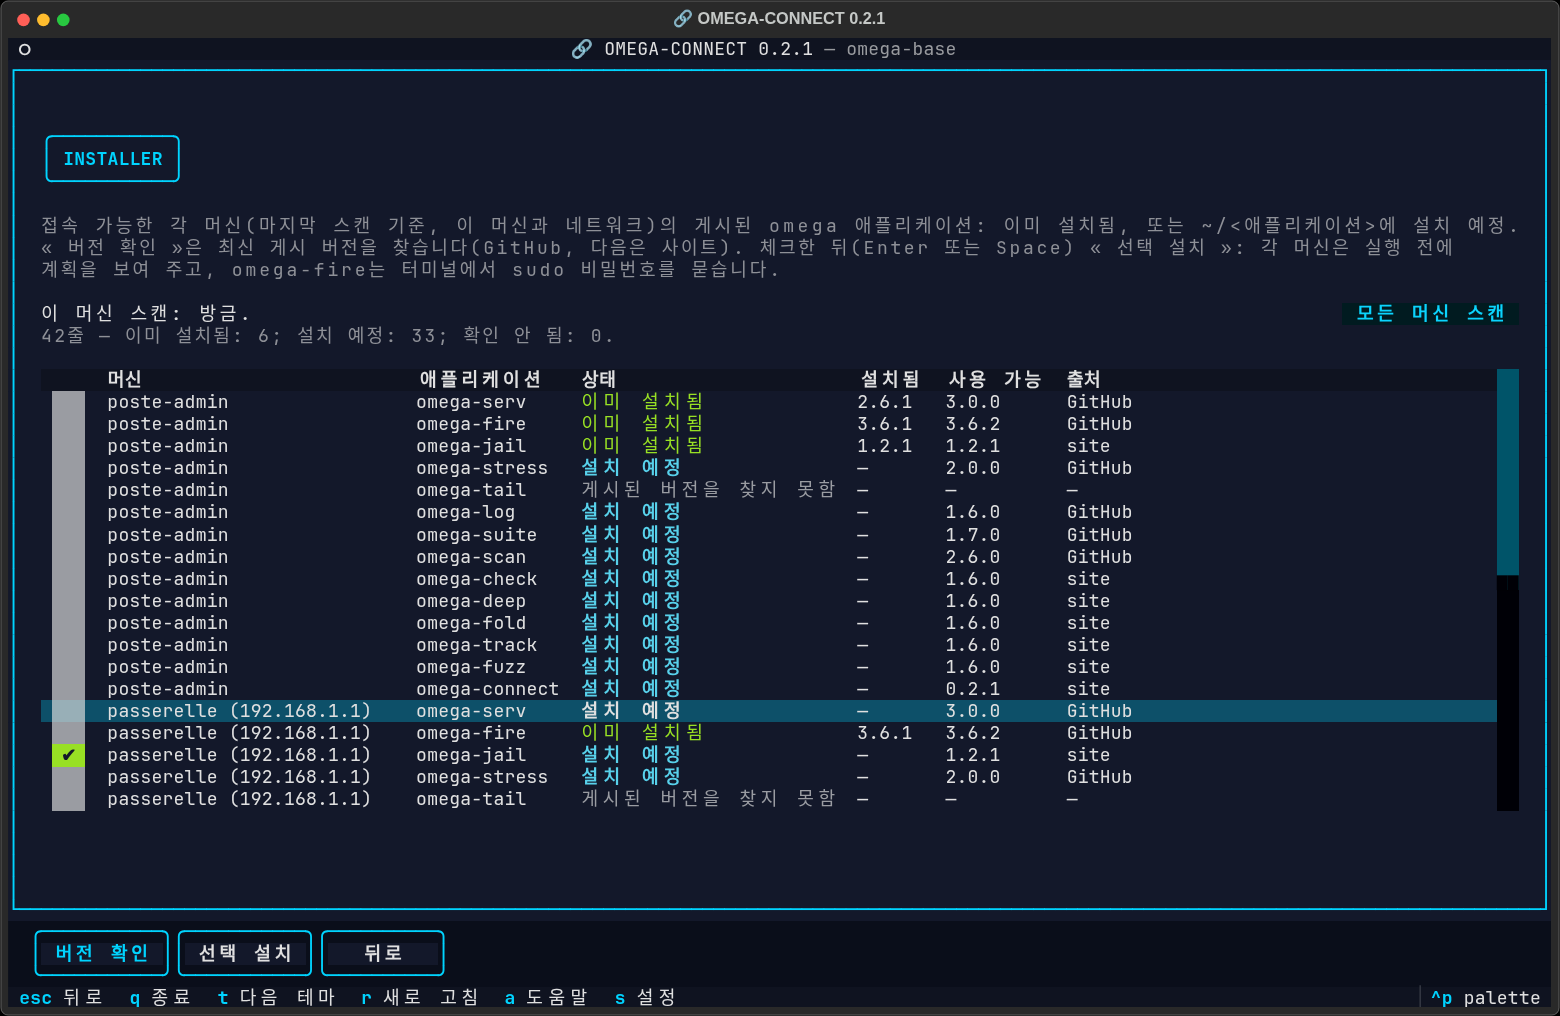 🔗 OMEGA-CONNECT 0.2.1
🔗 OMEGA-CONNECT 0.2.1 — omega-base
INSTALLER
접속 가능한 각 머신(마지막 스캔 기준, 이 머신과 네트워크)의 게시된 omega 애플리케이션: 이미 설치됨, 또는 ~/<애플리케이션>에 설치 예정.
« 버전 확인 »은 최신 게시 버전을 찾습니다(GitHub, 다음은 사이트). 체크한 뒤(Enter 또는 Space) « 선택 설치 »: 각 머신은 실행 전에
계획을 보여 주고, omega-fire는 터미널에서 sudo 비밀번호를 묻습니다.
이 머신 스캔: 방금. 모든 머신 스캔
42줄 — 이미 설치됨: 6; 설치 예정: 33; 확인 안 됨: 0.
머신 애플리케이션 상태 설치됨 사용 가능 출처
poste-admin omega-serv 이미 설치됨 2.6.1 3.0.0 GitHub
poste-admin omega-fire 이미 설치됨 3.6.1 3.6.2 GitHub
poste-admin omega-jail 이미 설치됨 1.2.1 1.2.1 site
poste-admin omega-stress 설치 예정 — 2.0.0 GitHub
poste-admin omega-tail 게시된 버전을 찾지 못함 — — —
poste-admin omega-log 설치 예정 — 1.6.0 GitHub
poste-admin omega-suite 설치 예정 — 1.7.0 GitHub
poste-admin omega-scan 설치 예정 — 2.6.0 GitHub
poste-admin omega-check 설치 예정 — 1.6.0 site
poste-admin omega-deep 설치 예정 — 1.6.0 site
poste-admin omega-fold 설치 예정 — 1.6.0 site
poste-admin omega-track 설치 예정 — 1.6.0 site
poste-admin omega-fuzz 설치 예정 — 1.6.0 site
poste-admin omega-connect 설치 예정 — 0.2.1 site
passerelle (192.168.1.1) omega-serv 설치 예정 — 3.0.0 GitHub
passerelle (192.168.1.1) omega-fire 이미 설치됨 3.6.1 3.6.2 GitHub
✔ passerelle (192.168.1.1) omega-jail 설치 예정 — 1.2.1 site
passerelle (192.168.1.1) omega-stress 설치 예정 — 2.0.0 GitHub
passerelle (192.168.1.1) omega-tail 게시된 버전을 찾지 못함 — — —
버전 확인 선택 설치 뒤로
esc 뒤로 q 종료 t 다음 테마 r 새로 고침 a 도움말 s 설정 ^p palette